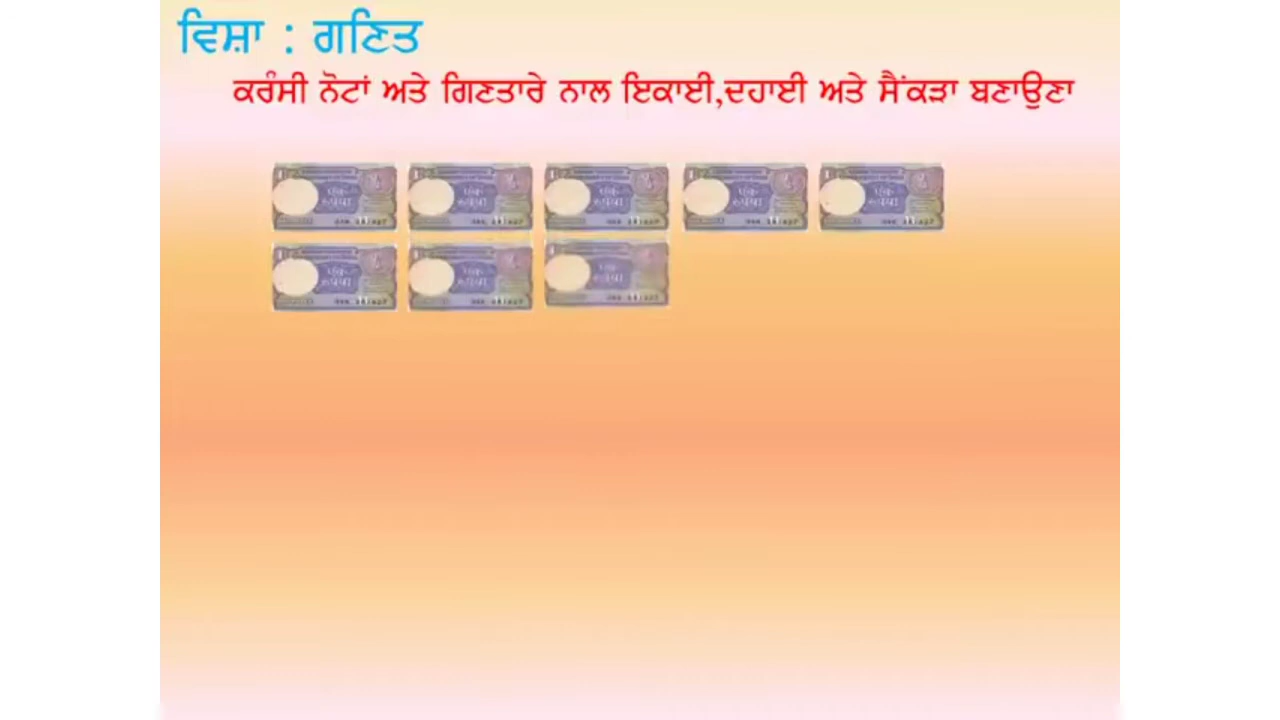 ਵਿਸ਼ਾ : ਗਣਿਤ
ਕਰੰਸੀ ਨੋਟਾਂ ਅਤੇ ਗਿਣਤਾਰੇ ਨਾਲ ਇਕਾਈ,ਦਹਾਈ ਅਤੇ ਸੈਂਕੜਾ ਬਣਾਉਣਾ